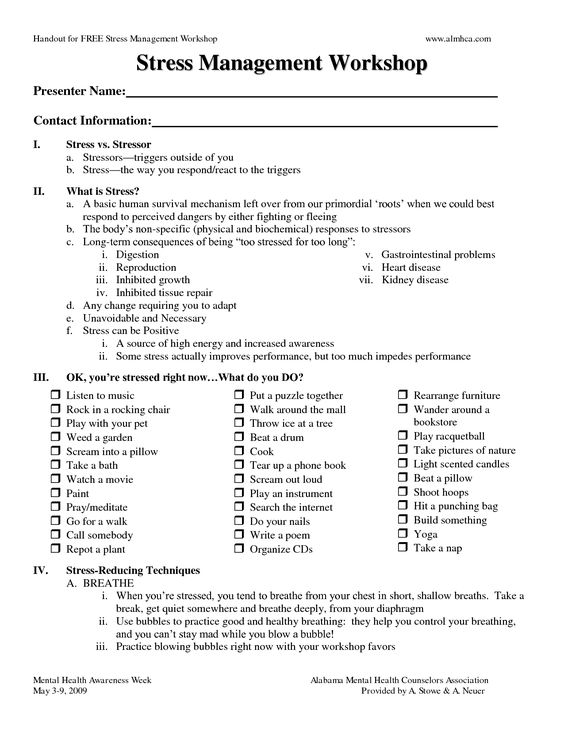 Handout for FREE Stress Management Workshop www.almhca.com
Stress Management Workshop
Presenter Name:
Contact Information:
I. Stress vs. Stressor
a. Stressors—triggers outside of you
b. Stress—the way you respond/react to the triggers
II. What is Stress?
a. A basic human survival mechanism left over from our primordial ‘roots’ when we could best
respond to perceived dangers by either fighting or fleeing
b. The body’s non-specific (physical and biochemical) responses to stressors
c. Long-term consequences of being “too stressed for too long”:
i. Digestion
ii. Reproduction
iii. Inhibited growth
iv. Inhibited tissue repair
v. Gastrointestinal problems
vi. Heart disease
vii. Kidney disease
d. Any change requiring you to adapt
e. Unavoidable and Necessary
f. Stress can be Positive
i. A source of high energy and increased awareness
ii. Some stress actually improves performance, but too much impedes performance
III. OK, you’re stressed right now…What do you DO?
❒ Listen to music
❒ Rock in a rocking chair
❒ Play with your pet
❒ Weed a garden
❒ Scream into a pillow
❒ Take a bath
❒ Watch a movie
❒ Paint
❒ Pray/meditate
❒ Go for a walk
❒ Call somebody
❒ Repot a plant
❒ Put a puzzle together
❒ Walk around the mall
❒ Throw ice at a tree
❒ Beat a drum
❒ Cook
❒ Tear up a phone book
❒ Scream out loud
❒ Play an instrument
❒ Search the internet
❒ Do your nails
❒ Write a poem
❒ Organize CDs
❒ Rearrange furniture
❒ Wander around a
bookstore
❒ Play racquetball
❒ Take pictures of nature
❒ Light scented candles
❒ Beat a pillow
❒ Shoot hoops
❒ Hit a punching bag
❒ Build something
❒ Yoga
❒ Take a nap
IV. Stress-Reducing Techniques
A. BREATHE
i. When you’re stressed, you tend to breathe from your chest in short, shallow breaths. Take a
break, get quiet somewhere and breathe deeply, from your diaphragm
ii. Use bubbles to practice good and healthy breathing: they help you control your breathing,
and you can’t stay mad while you blow a bubble!
iii. Practice blowing bubbles right now with your workshop favors
Mental Health Awareness Week Alabama Mental Health Counselors Association
May 3-9, 2009 Provided by A. Stowe & A. Neuer